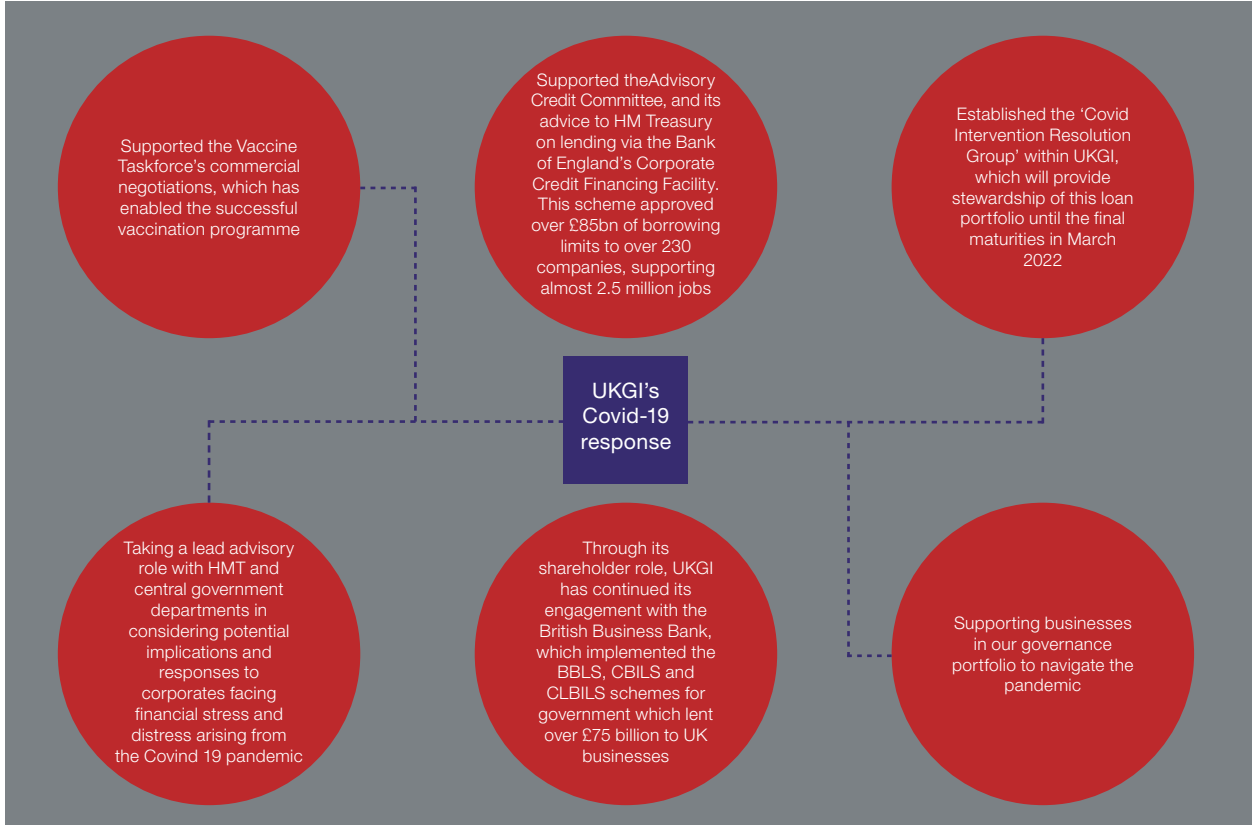 Supported the Vaccine
Taskforce's commercial
negotiations, which has
enabled the successful
vaccination programme
Supported theAdvisory
Credit Committee, and its
advice to HM Treasury
on lending via the Bank
of England's Corporate
Credit Financing Facility.
This scheme approved
over £85bn of borrowing
limits to over 230
companies, supporting
almost 2.5 million jobs
Established the ‘Covid
Intervention Resolution
Group’ within UKGI,
which will provide
stewardship of this loan
portfolio until the final
maturities in March
2022
UKGI's
Covid-19
response
Taking a lead advisory
role with HMT and
central government
departments in
considering potential
implications and
responses to
corporates facing
financial stress and
distress arising from
the Covind 19 pandemic
Through its
shareholder role, UKGI
has continued its
engagement with the
British Business Bank,
which implemented the
BBLS, CBILS and
CLBILS schemes for
government which lent
over £75 billion to UK
businesses
Supporting businesses
in our governance
portfolio to navigate the
pandemic